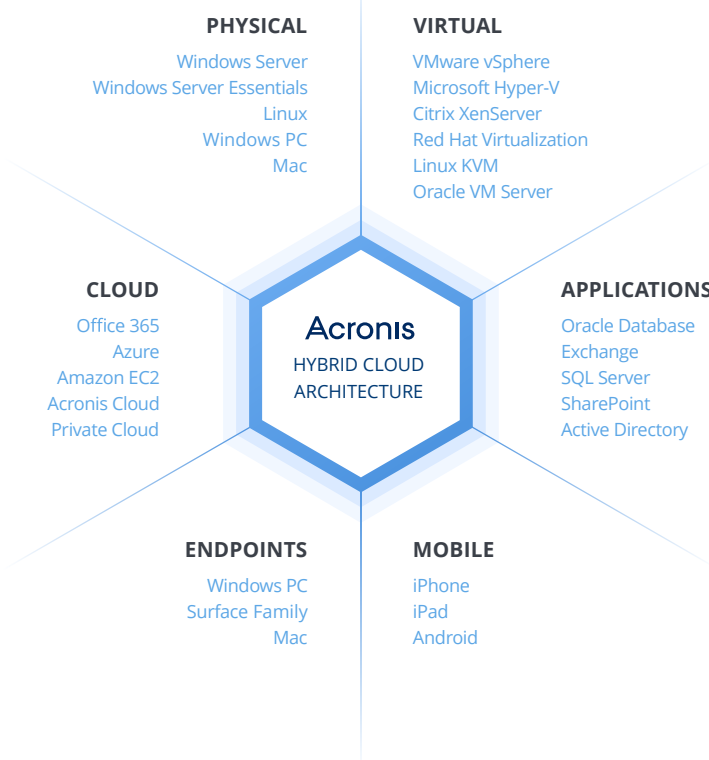 PHYSICAL
Windows Server
Windows Server Essentials
Linux
Windows PC
Mac
VIRTUAL
VMware vSphere
Microsoft Hyper-V
Citrix XenServer
Red Hat Virtualization
Linux KVM
Oracle VM Server
CLOUD
Office 365
Azure
Amazon EC2
Acronis Cloud
Private Cloud
Acronis
HYBRID CLOUD
ARCHITECTURE
APPLICATIONS
Oracle Database
Exchange
SQL Server
SharePoint
Active Directory
ENDPOINTS
Windows PC
Surface Family
Mac
MOBILE
iPhone
iPad
Android